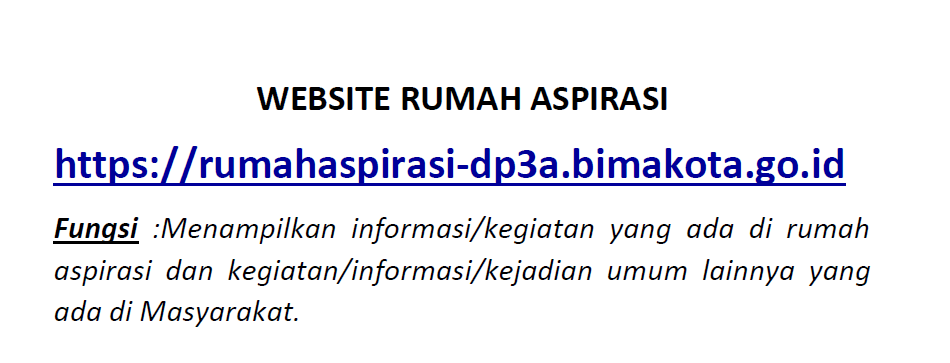 WEBSITE RUMAH ASPIRASI
https://rumahaspirasi-dp3a.bimakota.go.id
Fungsi :Menampilkan informasi/kegiatan yang ada di rumah
aspirasi dan kegiatan/informasi/kejadian umum lainnya yang
ada di Masyarakat.